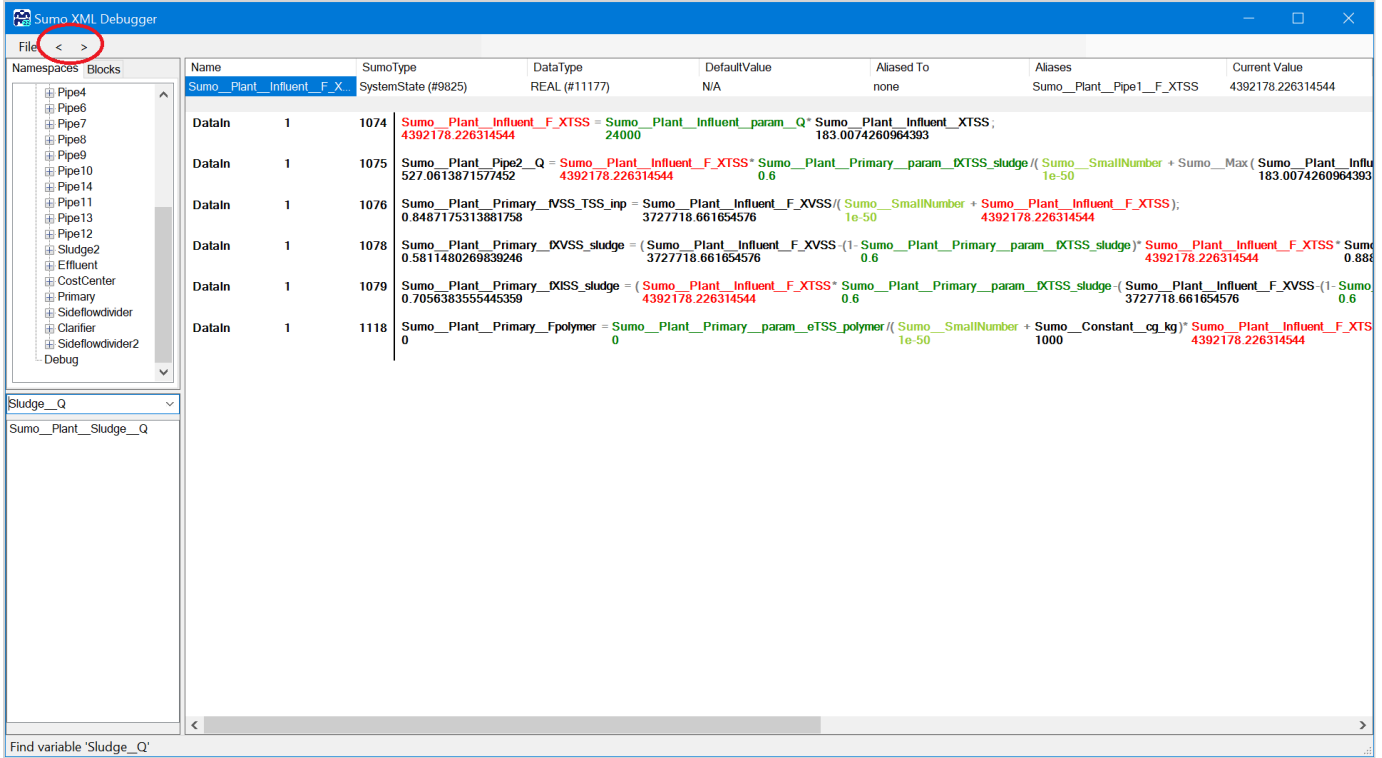 Sumo XML Debugger
File < >
Namespaces Blocks
Pipe4
Pipe6
Pipe7
Pipe8
Pipe9
Pipe10
Pipe14
Pipe11
Pipe13
Pipe12
Sludge2
Effluent
CostCenter
Primary
Sideflowdivider
Clarifier
Sideflowdivider2
Debug
Sludge__Q
Sumo__Plant__Sludge__Q
Name SumoType DataType DefaultValue Aliased To Aliases Current Value
Sumo__Plant__Influent__F_X... SystemState (#9825) REAL (#11177) N/A none Sumo__Plant__Pipe1__F_XTSS 4392178.226314544
DataIn 1 1074 Sumo__Plant__Influent__F_XTSS = Sumo__Plant__Influent__param__Q* Sumo__Plant__Influent__XTSS;
4392178.226314544 24000 183.0074260964393
DataIn 1 1075 Sumo__Plant__Pipe2__Q = Sumo__Plant__Influent__F_XTSS* Sumo__Plant__Primary__param__fXTSS_sludge/( Sumo__SmallNumber + Sumo__Max( Sumo__Plant__Influ
527.0613871577452 4392178.226314544 0.6 1e-50 183.0074260964393
DataIn 1 1076 Sumo__Plant__Primary__fVSS_TSS_inp = Sumo__Plant__Influent__F_XVSS/( Sumo__SmallNumber + Sumo__Plant__Influent__F_XTSS);
0.8487175313881758 3727718.661654576 1e-50 4392178.226314544
DataIn 1 1078 Sumo__Plant__Primary__fXVSS_sludge = ( Sumo__Plant__Influent__F_XVSS-(1- Sumo__Plant__Primary__param__fXTSS_sludge)* Sumo__Plant__Influent__F_XTSS* Sumo
0.5811480269839246 3727718.661654576 0.6 4392178.226314544 0.888
DataIn 1 1079 Sumo__Plant__Primary__fXISS_sludge = ( Sumo__Plant__Influent__F_XTSS* Sumo__Plant__Primary__param__fXTSS_sludge-( Sumo__Plant__Influent__F_XVSS-(1- Sumo_
0.7056383555445359 4392178.226314544 0.6 3727718.661654576 0.6
DataIn 1 1118 Sumo__Plant__Primary__Fpolymer = Sumo__Plant__Primary__param__eTSS_polymer/( Sumo__SmallNumber + Sumo__Constant__cg_kg)* Sumo__Plant__Influent__F_XTS
0 0 1e-50 1000 4392178.226314544
Find variable 'Sludge__Q'